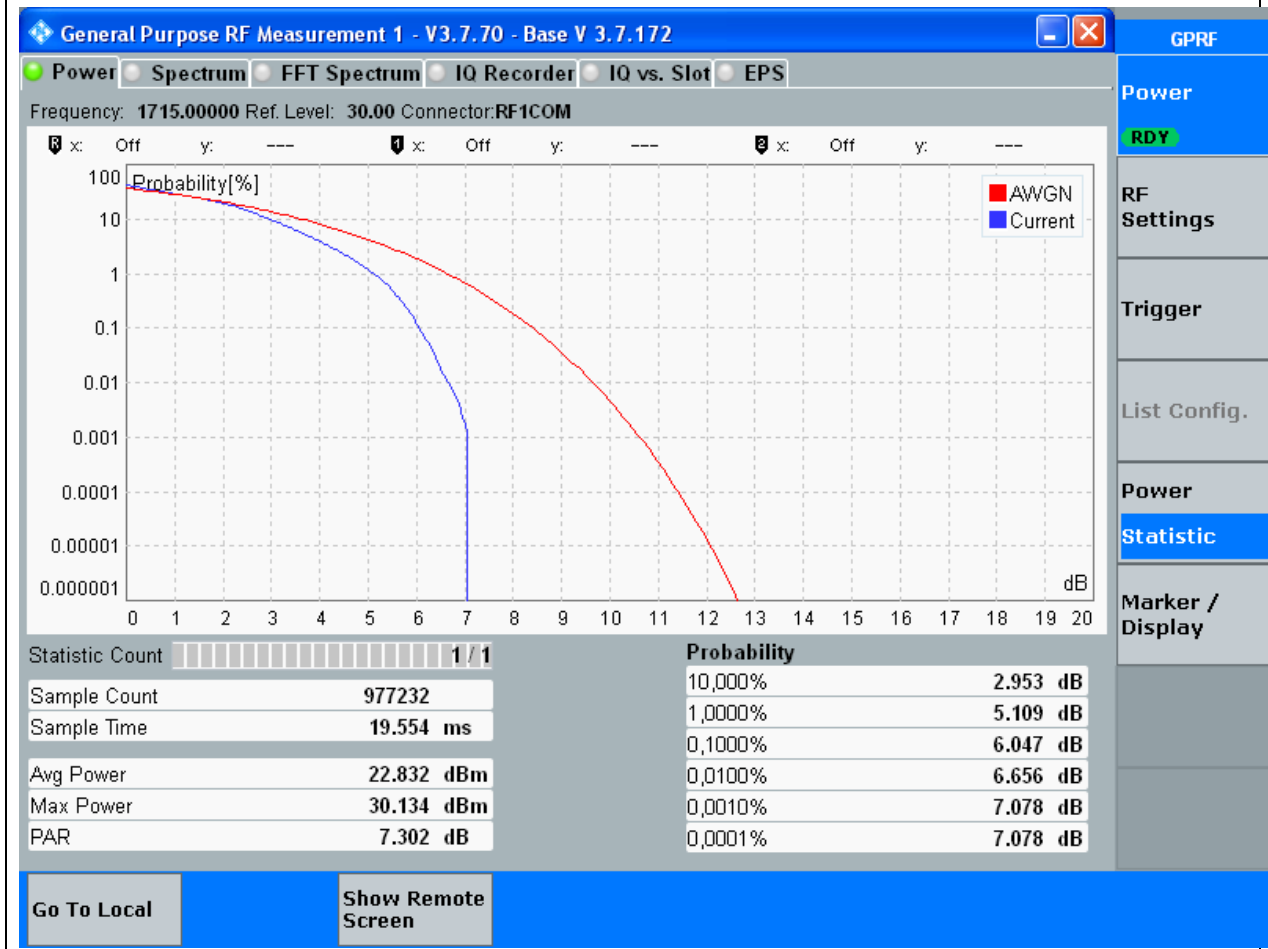 General Purpose RF Measurement 1 - V3.7.70 - Base V 3.7.172
GPRF
Power Spectrum FFT Spectrum IQ Recorder IQ vs. Slot EPS
Frequency: 1715.00000 Ref. Level: 30.00 Connector:RF1COM
R x: Off y: --- 1 x: Off y: --- 2 x: Off y: ---
Probability[%]
AWGN
Current
100
10
1
0.1
0.01
0.001
0.0001
0.00001
0.000001
dB
0 1 2 3 4 5 6 7 8 9 10 11 12 13 14 15 16 17 18 19 20
Statistic Count 1 / 1
Sample Count 977232
Sample Time 19.554 ms
Avg Power 22.832 dBm
Max Power 30.134 dBm
PAR 7.302 dB
Probability
10,000% 2.953 dB
1,0000% 5.109 dB
0,1000% 6.047 dB
0,0100% 6.656 dB
0,0010% 7.078 dB
0,0001% 7.078 dB
Power
RDY
RF
Settings
Trigger
List Config.
Power
Statistic
Marker /
Display
Go To Local
Show Remote
Screen